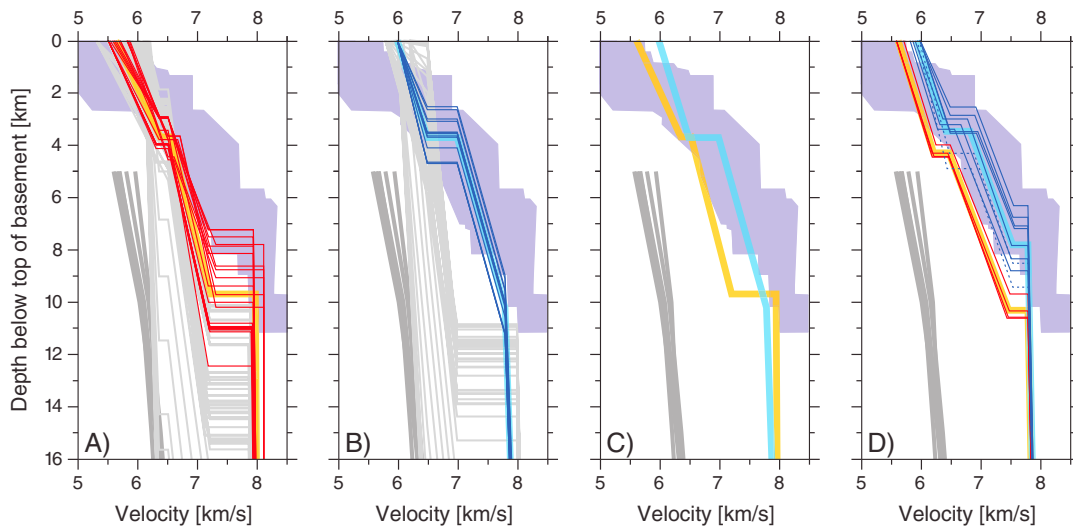 5 6 7 8 5 6 7 8 5 6 7 8 5 6 7 8
0
2
4
6
8
10
12
14
16
Depth below top of basement [km]
A) B) C) D)
5 6 7 8 5 6 7 8 5 6 7 8 5 6 7 8
Velocity [km/s] Velocity [km/s] Velocity [km/s] Velocity [km/s]